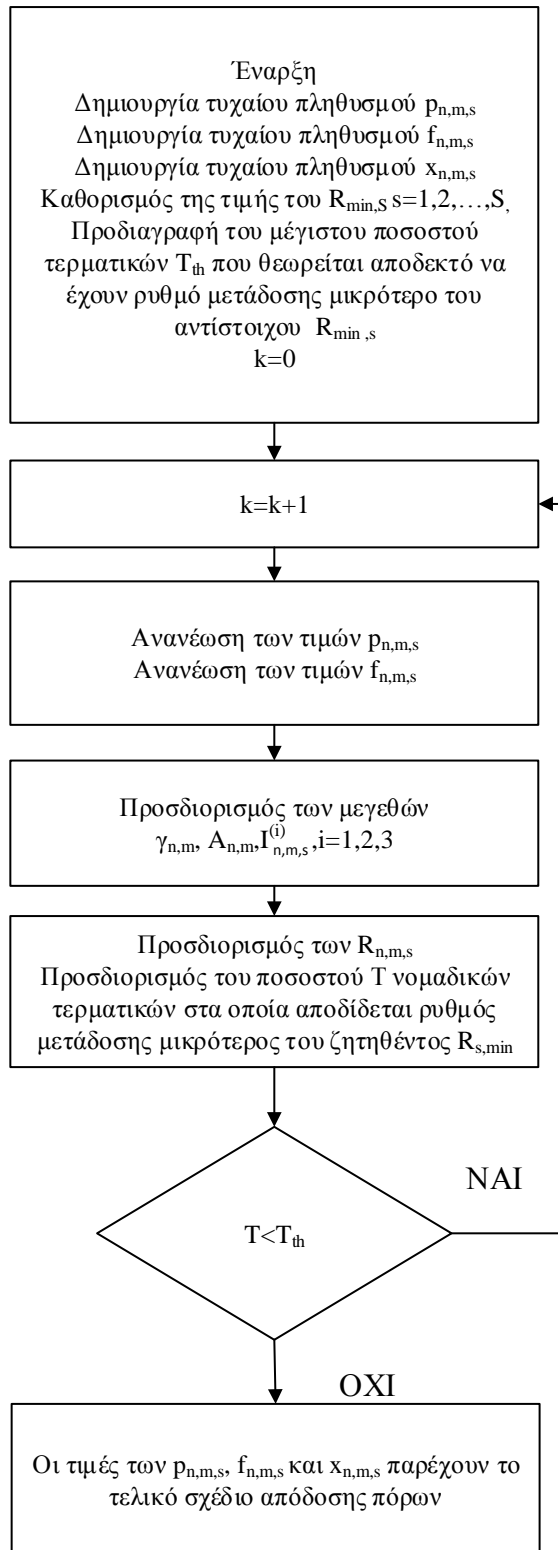 Έναρξη
Δημιουργία τυχαίου πληθυσμού pn,m,s
Δημιουργία τυχαίου πληθυσμού fn,m,s
Δημιουργία τυχαίου πληθυσμού xn,m,s
Καθορισμός της τιμής του Rmin,S s=1,2,…,S,
Προδιαγραφή του μέγιστου ποσοστού
τερματικών Tth που θεωρείται αποδεκτό να
έχουν ρυθμό μετάδοσης μικρότερο του
αντίστοιχου Rmin ,s
k=0
k=k+1
Ανανέωση των τιμών pn,m,s
Ανανέωση των τιμών fn,m,s
Προσδιορισμός των μεγεθών
γn,m, An,m,I(i)n,m,s,i=1,2,3
Προσδιορισμός των Rn,m,s
Προσδιορισμός του ποσοστού T νομαδικών
τερματικών στα οποία αποδίδεται ρυθμός
μετάδοσης μικρότερος του ζητηθέντος Rs,min
ΝΑΙ
T<Tth
ΟΧΙ
Οι τιμές των pn,m,s, fn,m,s και xn,m,s παρέχουν το
τελικό σχέδιο απόδοσης πόρων